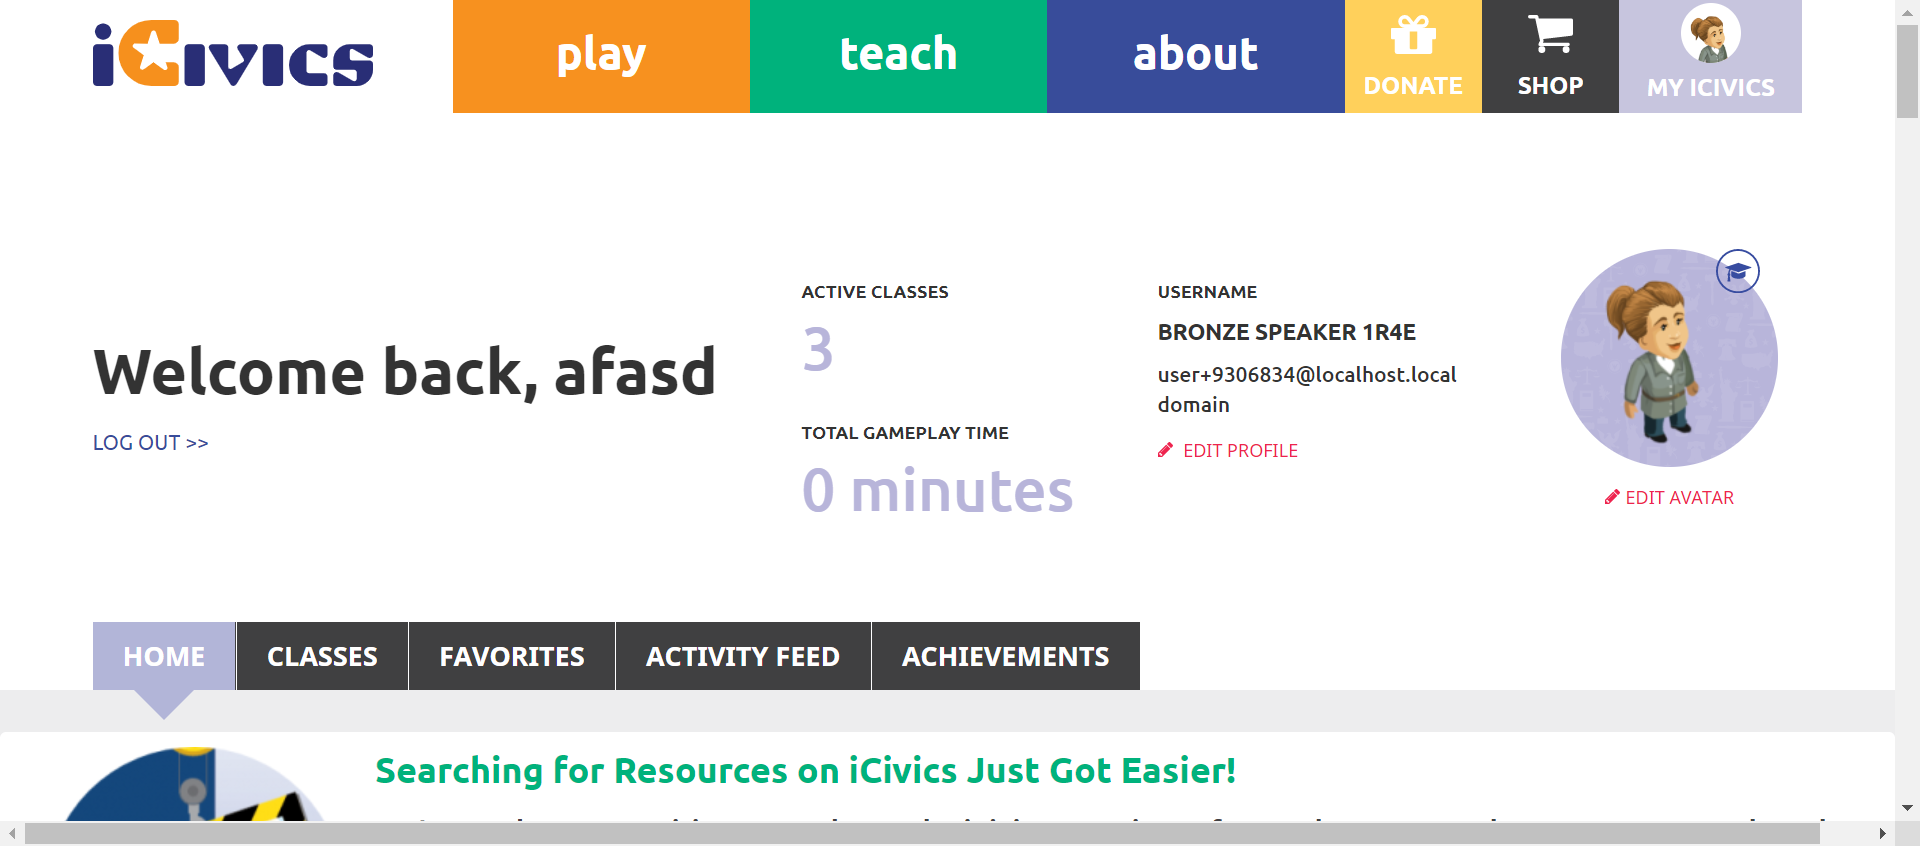 iCivics
play
teach
about
DONATE
SHOP
MY ICIVICS
Welcome back, afasd
LOG OUT >>
ACTIVE CLASSES
3
TOTAL GAMEPLAY TIME
0 minutes
USERNAME
BRONZE SPEAKER 1R4E
user+9306834@localhost.local
domain
EDIT PROFILE
EDIT AVATAR
HOME
CLASSES
FAVORITES
ACTIVITY FEED
ACHIEVEMENTS
Searching for Resources on iCivics Just Got Easier!